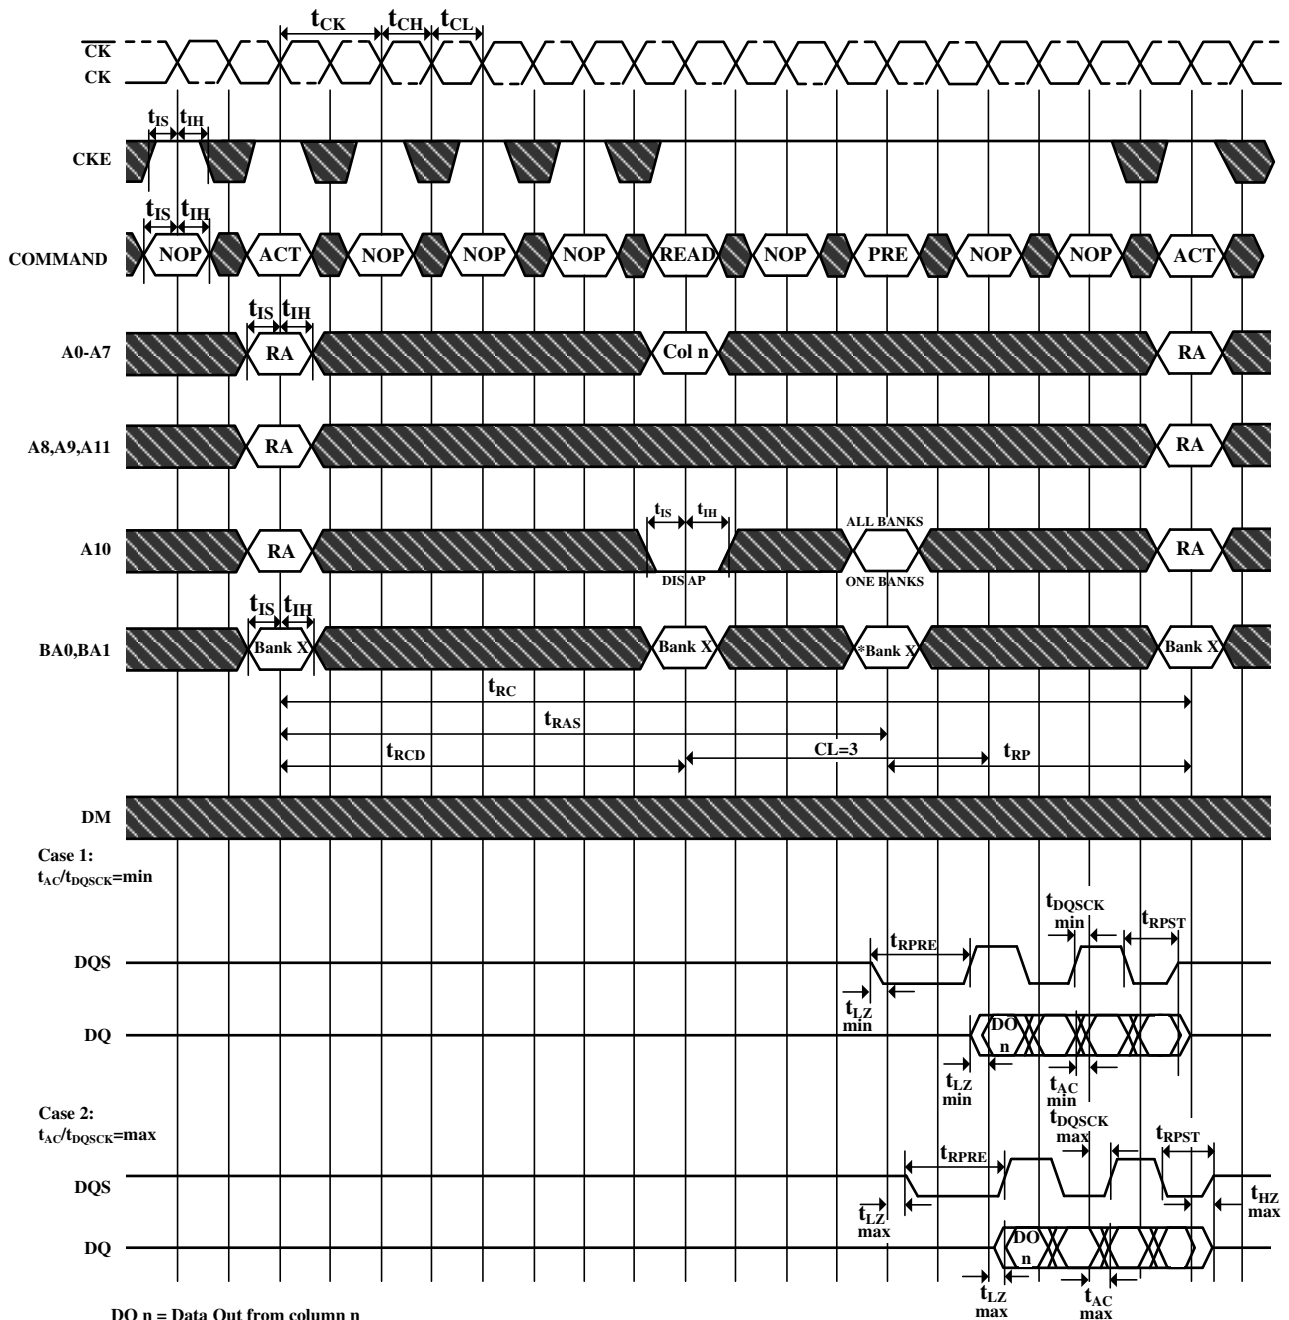 tCK tCH tCL
CK
CK
tIS tIH
CKE
tIS tIH
COMMAND NOP ACT NOP NOP NOP READ NOP PRE NOP NOP ACT
tIS tIH
A0-A7 RA Col n RA
A8,A9,A11 RA RA
tIS tIH ALL BANKS
A10 RA RA
DIS AP ONE BANKS
tIS tIH
BA0,BA1 Bank X Bank X *Bank X Bank X
tRC
tRAS
tRCD CL=3 tRP
DM
Case 1:
tAC/tDQSCK=min
tDQSCK
min
tRPST
tRPRE
DQS
tLZ
min
DQ DO
n
tLZ
min
tAC
min
Case 2:
tAC/tDQSCK=max
tDQSCK
max
tRPST
tRPRE
DQS
tLZ
max
tHZ
max
DQ DO
n
tLZ
max
tAC
max
DO n = Data Out from column n